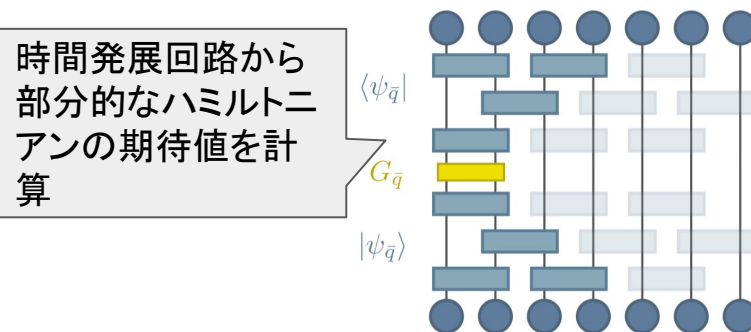 時間発展回路から
部分的なハミルトニ
アンの期待値を計
算
⟨ψ_q̄|
G_q̄
|ψ_q̄⟩